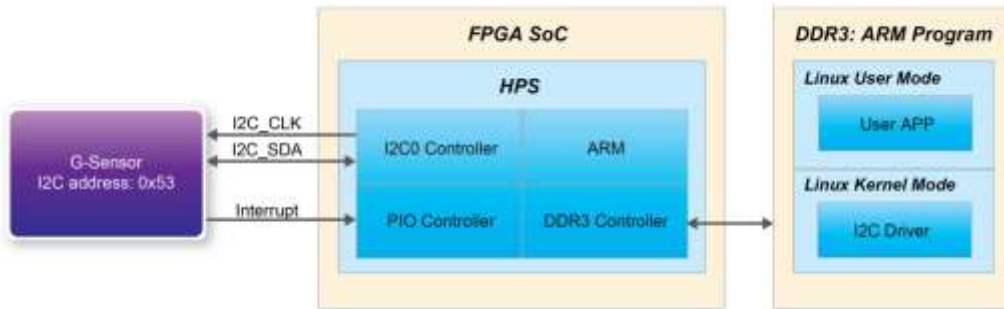 FPGA SoC
DDR3: ARM Program
HPS
Linux User Mode
User APP
G-Sensor
I2C address: 0x53
I2C_CLK
I2C_SDA
Interrupt
I2C0 Controller
ARM
PIO Controller
DDR3 Controller
Linux Kernel Mode
I2C Driver